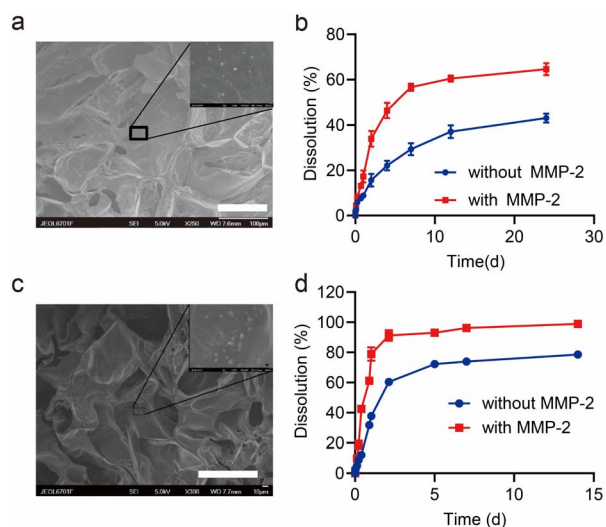 a
JEOL6701F SEI 5.0kV X250 WD 7.6mm 100μm
b
Dissolution (%)
80
60
40
20
0
without MMP-2
with MMP-2
0 10 20 30
Time(d)
c
JEOL6701F SEI 5.0kV X300 WD 7.7mm 10μm
d
Dissolution (%)
120
100
80
60
40
20
0
without MMP-2
with MMP-2
0 5 10 15
Time (d)